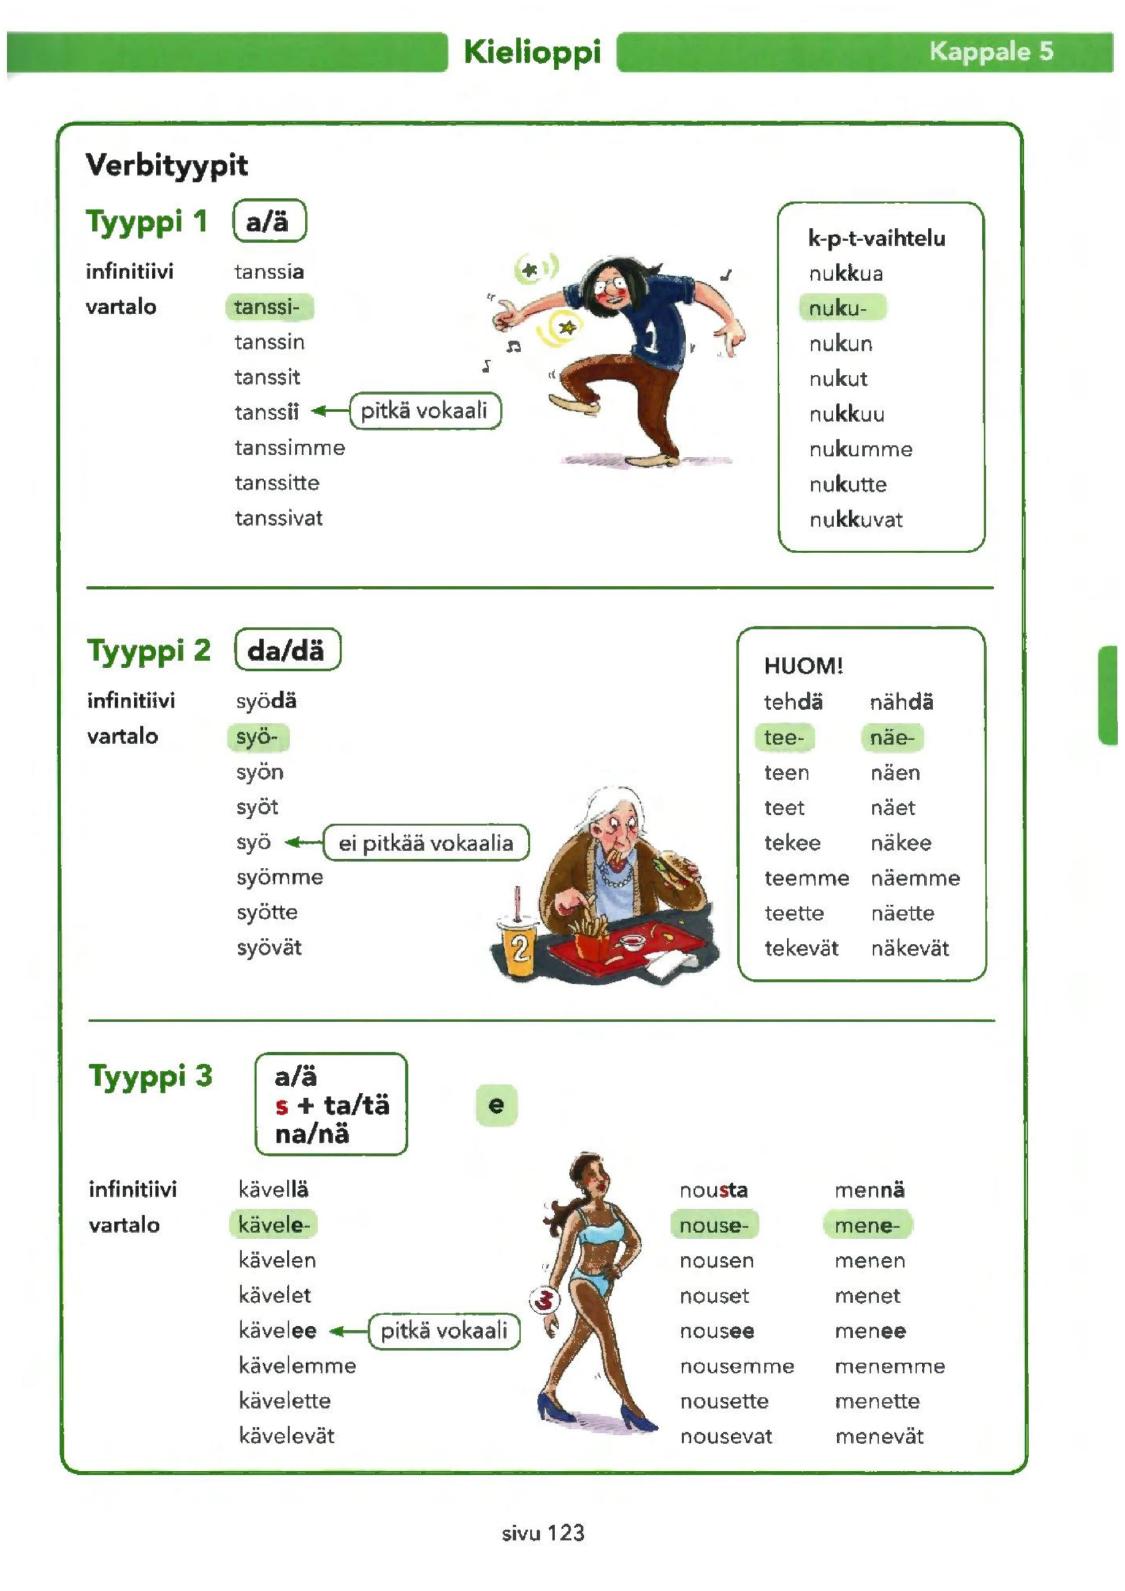 Kielioppi
Kappale 5
Verbityypit
Tyyppi 1 a/ä
infinitiivi tanssia
vartalo tanssi-
tanssin
tanssit
tanssii pitkä vokaali
tanssimme
tanssitte
tanssivat
1
k-p-t-vaihtelu
nukkua
nuku-
nukun
nukut
nukkuu
nukumme
nukutte
nukkuvat
Tyyppi 2 da/dä
infinitiivi syödä
vartalo syö-
syön
syöt
syö ei pitkää vokaalia
syömme
syötte
syövät
2
HUOM!
tehdä nähdä
tee- näe-
teen näen
teet näet
tekee näkee
teemme näemme
teette näette
tekevät näkevät
Tyyppi 3
a/ä
s + ta/tä
na/nä
e
infinitiivi kävellä
vartalo kävele-
kävelen
kävelet
kävelee pitkä vokaali
kävelemme
kävelette
kävelevät
3
nousta mennä
nouse- mene-
nousen menen
nouset menet
nousee menee
nousemme menemme
nousette menette
nousevat menevät
sivu 123